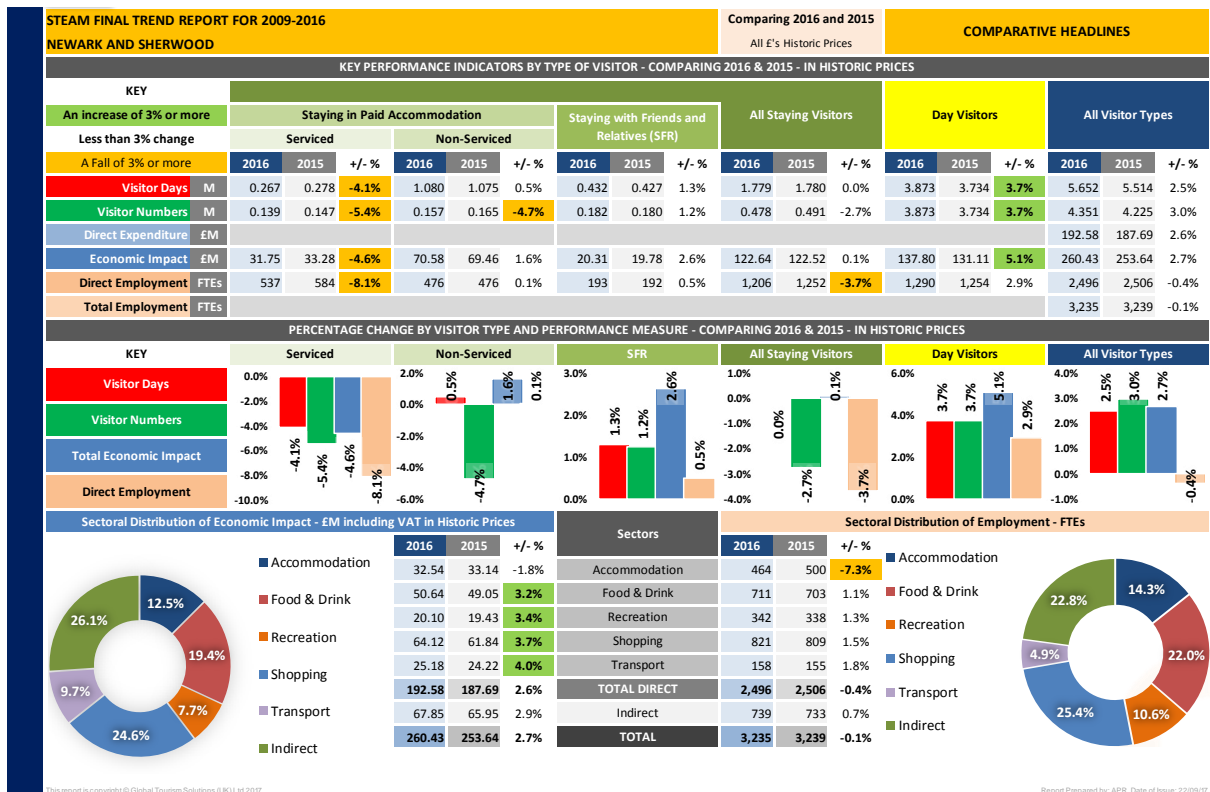 STEAM FINAL TREND REPORT FOR 2009-2016
NEWARK AND SHERWOOD
Comparing 2016 and 2015
All £'s Historic Prices
COMPARATIVE HEADLINES
KEY PERFORMANCE INDICATORS BY TYPE OF VISITOR - COMPARING 2016 & 2015 - IN HISTORIC PRICES
KEY
An increase of 3% or more
Less than 3% change
A Fall of 3% or more
Staying in Paid Accommodation
Serviced Non-Serviced
Staying with Friends and
Relatives (SFR)
All Staying Visitors
Day Visitors
All Visitor Types
2016 2015 +/- % 2016 2015 +/- % 2016 2015 +/- % 2016 2015 +/- % 2016 2015 +/- % 2016 2015 +/- %
Visitor Days M 0.267 0.278 -4.1% 1.080 1.075 0.5% 0.432 0.427 1.3% 1.779 1.780 0.0% 3.873 3.734 3.7% 5.652 5.514 2.5%
Visitor Numbers M 0.139 0.147 -5.4% 0.157 0.165 -4.7% 0.182 0.180 1.2% 0.478 0.491 -2.7% 3.873 3.734 3.7% 4.351 4.225 3.0%
Direct Expenditure £M 192.58 187.69 2.6%
Economic Impact £M 31.75 33.28 -4.6% 70.58 69.46 1.6% 20.31 19.78 2.6% 122.64 122.52 0.1% 137.80 131.11 5.1% 260.43 253.64 2.7%
Direct Employment FTEs 537 584 -8.1% 476 476 0.1% 193 192 0.5% 1,206 1,252 -3.7% 1,290 1,254 2.9% 2,496 2,506 -0.4%
Total Employment FTEs 3,235 3,239 -0.1%
PERCENTAGE CHANGE BY VISITOR TYPE AND PERFORMANCE MEASURE - COMPARING 2016 & 2015 - IN HISTORIC PRICES
KEY
Visitor Days
Visitor Numbers
Total Economic Impact
Direct Employment
Serviced
0.0%
-2.0%
-4.0%
-6.0%
-8.0%
-10.0%
-4.1% -5.4% -4.6% -8.1%
Non-Serviced
2.0%
0.0%
-2.0%
-4.0%
-6.0%
0.5% -4.7% 1.6% 0.1%
SFR
3.0%
2.0%
1.0%
0.0%
1.3% 1.2% 2.6% 0.5%
All Staying Visitors
1.0%
0.0%
-1.0%
-2.0%
-3.0%
-4.0%
0.0% -2.7% 0.1% -3.7%
Day Visitors
6.0%
4.0%
2.0%
0.0%
3.7% 3.7% 5.1% 2.9%
All Visitor Types
4.0%
3.0%
2.0%
1.0%
0.0%
-1.0%
2.5% 3.0% 2.7% -0.4%
Sectoral Distribution of Economic Impact - £M including VAT in Historic Prices
Sectors
Sectoral Distribution of Employment - FTEs
12.5%
19.4%
7.7%
24.6%
9.7%
26.1%
Accommodation
Food & Drink
Recreation
Shopping
Transport
Indirect
2016 2015 +/- % 2016 2015 +/- %
32.54 33.14 -1.8% Accommodation 464 500 -7.3%
50.64 49.05 3.2% Food & Drink 711 703 1.1%
20.10 19.43 3.4% Recreation 342 338 1.3%
64.12 61.84 3.7% Shopping 821 809 1.5%
25.18 24.22 4.0% Transport 158 155 1.8%
192.58 187.69 2.6% TOTAL DIRECT 2,496 2,506 -0.4%
67.85 65.95 2.9% Indirect 739 733 0.7%
260.43 253.64 2.7% TOTAL 3,235 3,239 -0.1%
Accommodation
Food & Drink
Recreation
Shopping
Transport
Indirect
14.3%
22.0%
10.6%
25.4%
4.9%
22.8%
This report is copyright © Global Tourism Solutions (UK) Ltd 2017
Report Prepared by: APR. Date of Issue: 22/09/17